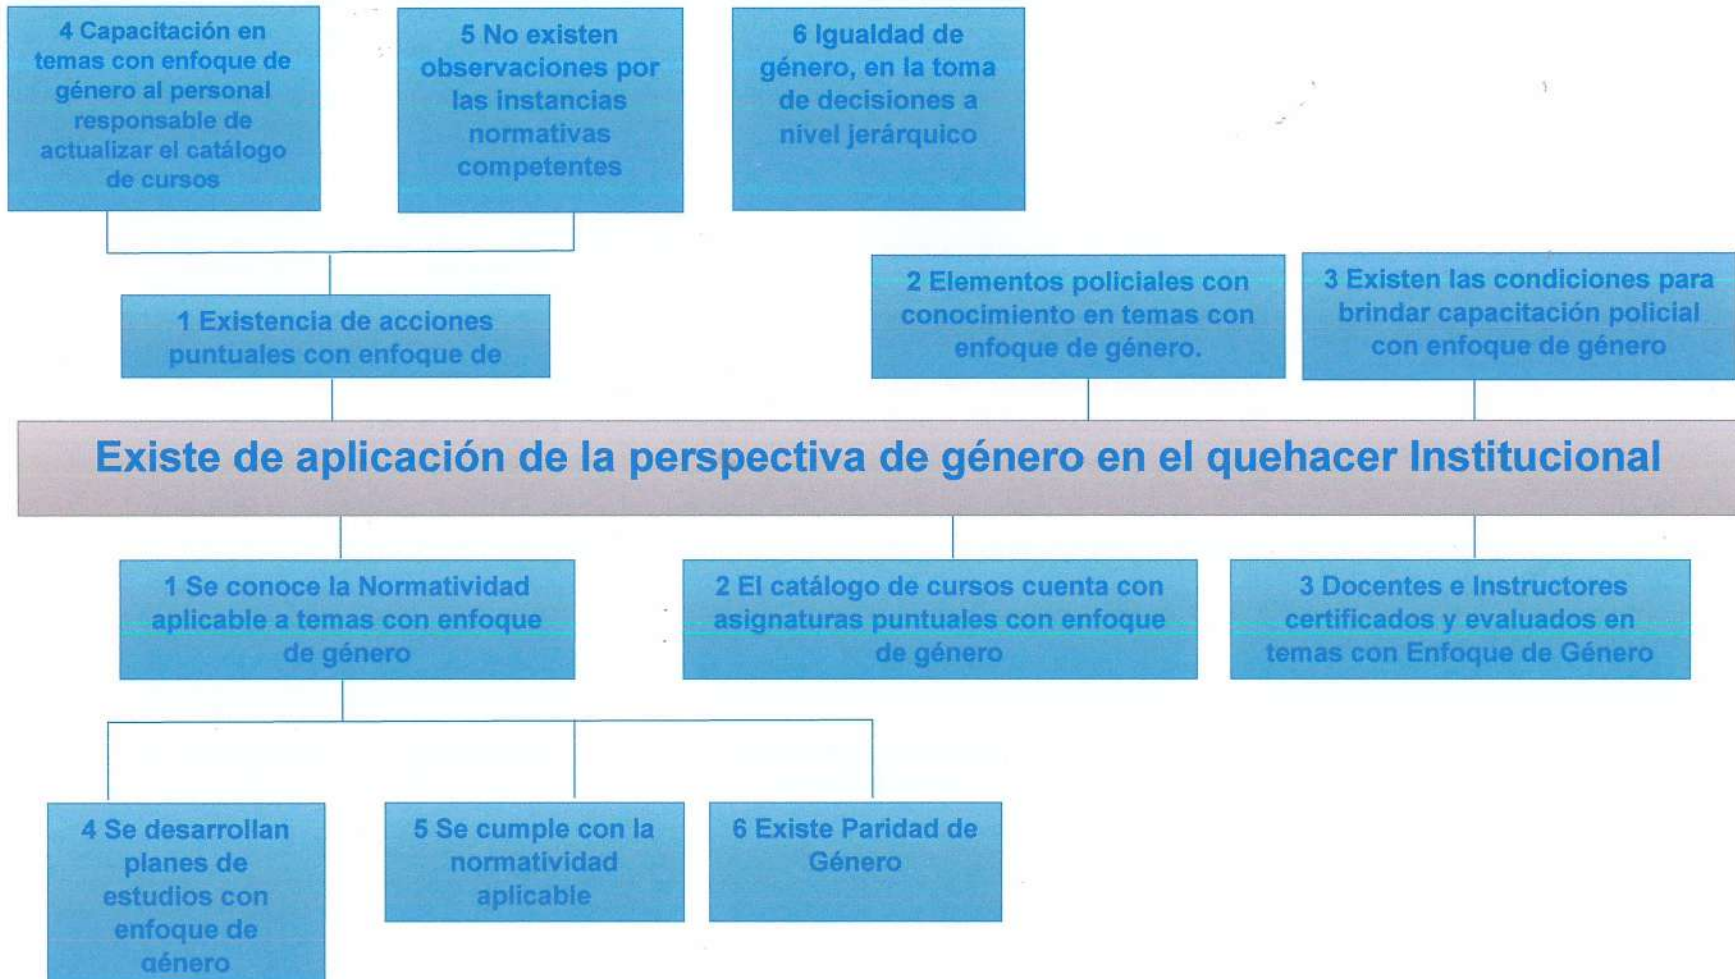 4 Capacitación en
temas con enfoque de
género al personal
responsable de
actualizar el catálogo
de cursos
5 No existen
observaciones por
las instancias
normativas
competentes
6 Igualdad de
género, en la toma
de decisiones a
nivel jerárquico
1 Existencia de acciones
puntuales con enfoque de
2 Elementos policiales con
conocimiento en temas con
enfoque de género.
3 Existen las condiciones para
brindar capacitación policial
con enfoque de género
Existe de aplicación de la perspectiva de género en el quehacer Institucional
1 Se conoce la Normatividad
aplicable a temas con enfoque
de género
2 El catálogo de cursos cuenta con
asignaturas puntuales con enfoque
de género
3 Docentes e Instructores
certificados y evaluados en
temas con Enfoque de Género
4 Se desarrollan
planes de
estudios con
enfoque de
género
5 Se cumple con la
normatividad
aplicable
6 Existe Paridad de
Género